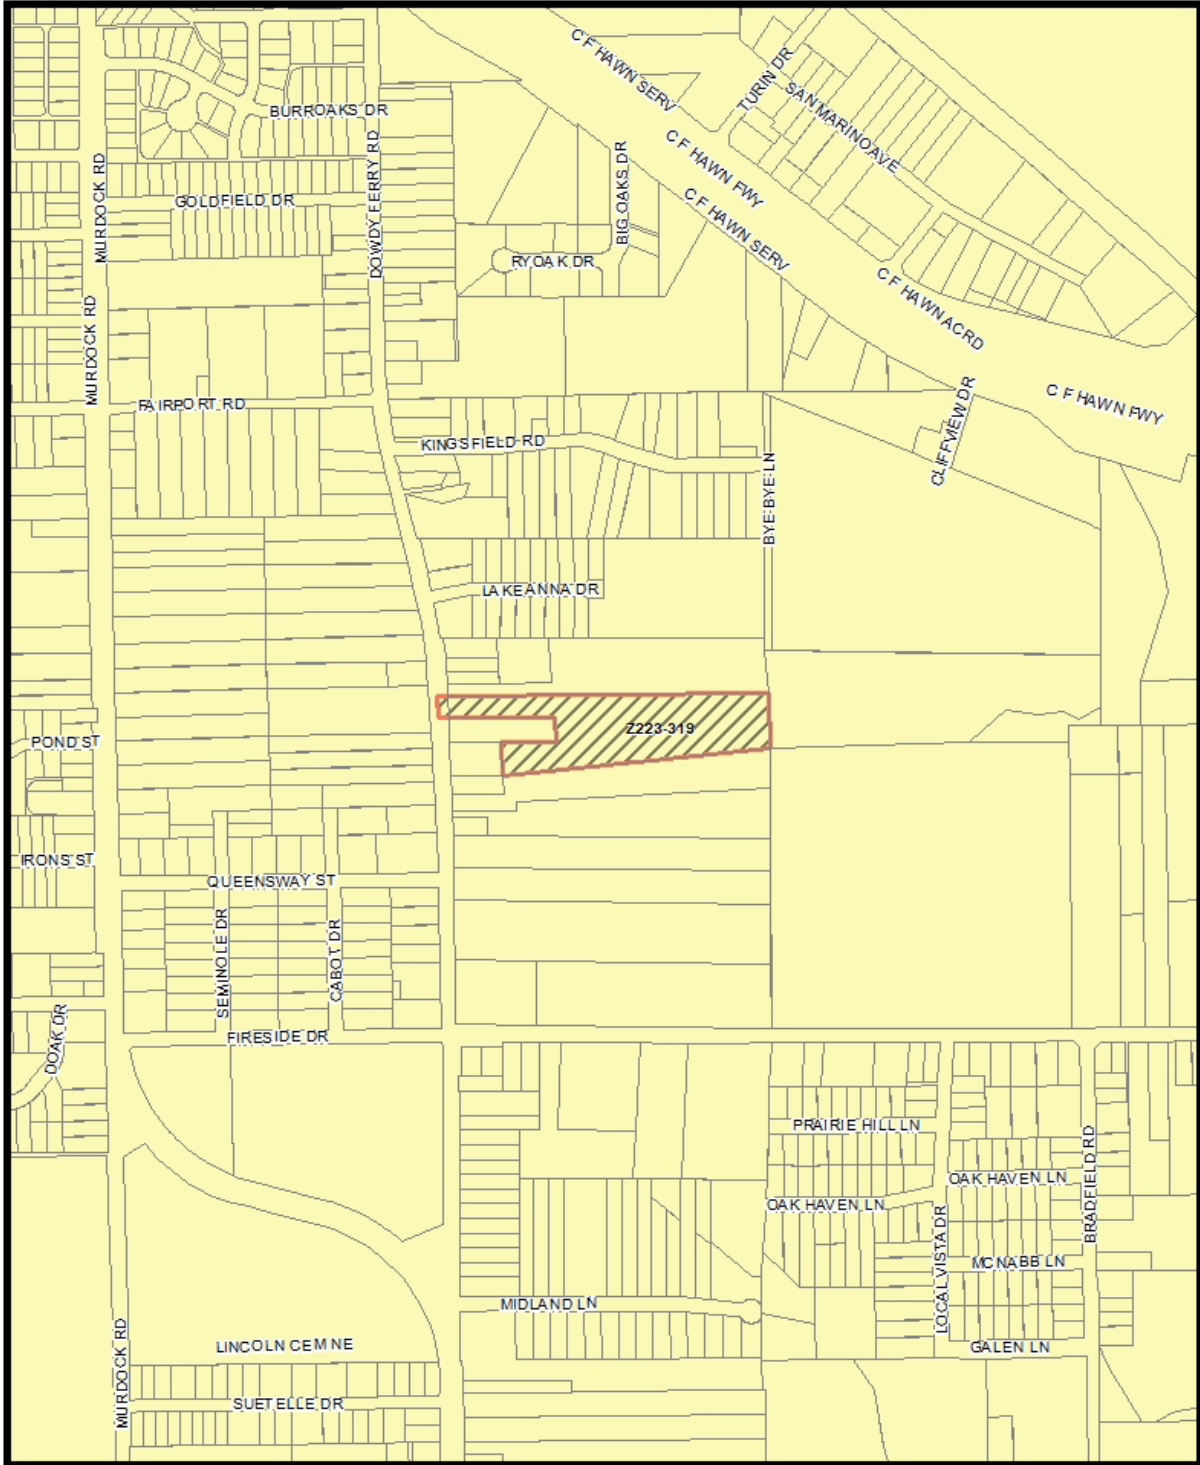 C F HAWN SERV
TURIN DR
SAN MARINO AVE
BURROAKS DR
DOWDY FERRY RD
MURDOCK RD
GOLDFIELD DR
BIG OAKS DR
C F HAWN FWY
C F HAWN SERV
RYOAK DR
C F HAWN ACRD
MURDOCK RD
FAIRPORT RD
CLIFFVIEW DR
C F HAWN FWY
KINGSFIELD RD
BYE BYE LN
LAKEANNA DR
Z223-319
POND ST
IRONS ST
QUEENSWAY ST
SEMINOLE DR
CABOT DR
DOAK DR
FIRESIDE DR
PRAIRIE HILL LN
BRADFIELD RD
OAK HAVEN LN
OAK HAVEN LN
LOCAL VISTA DR
MCNABB LN
MIDLAND LN
MURDOCK RD
LINCOLN CEM NE
GALEN LN
SUETELLE DR